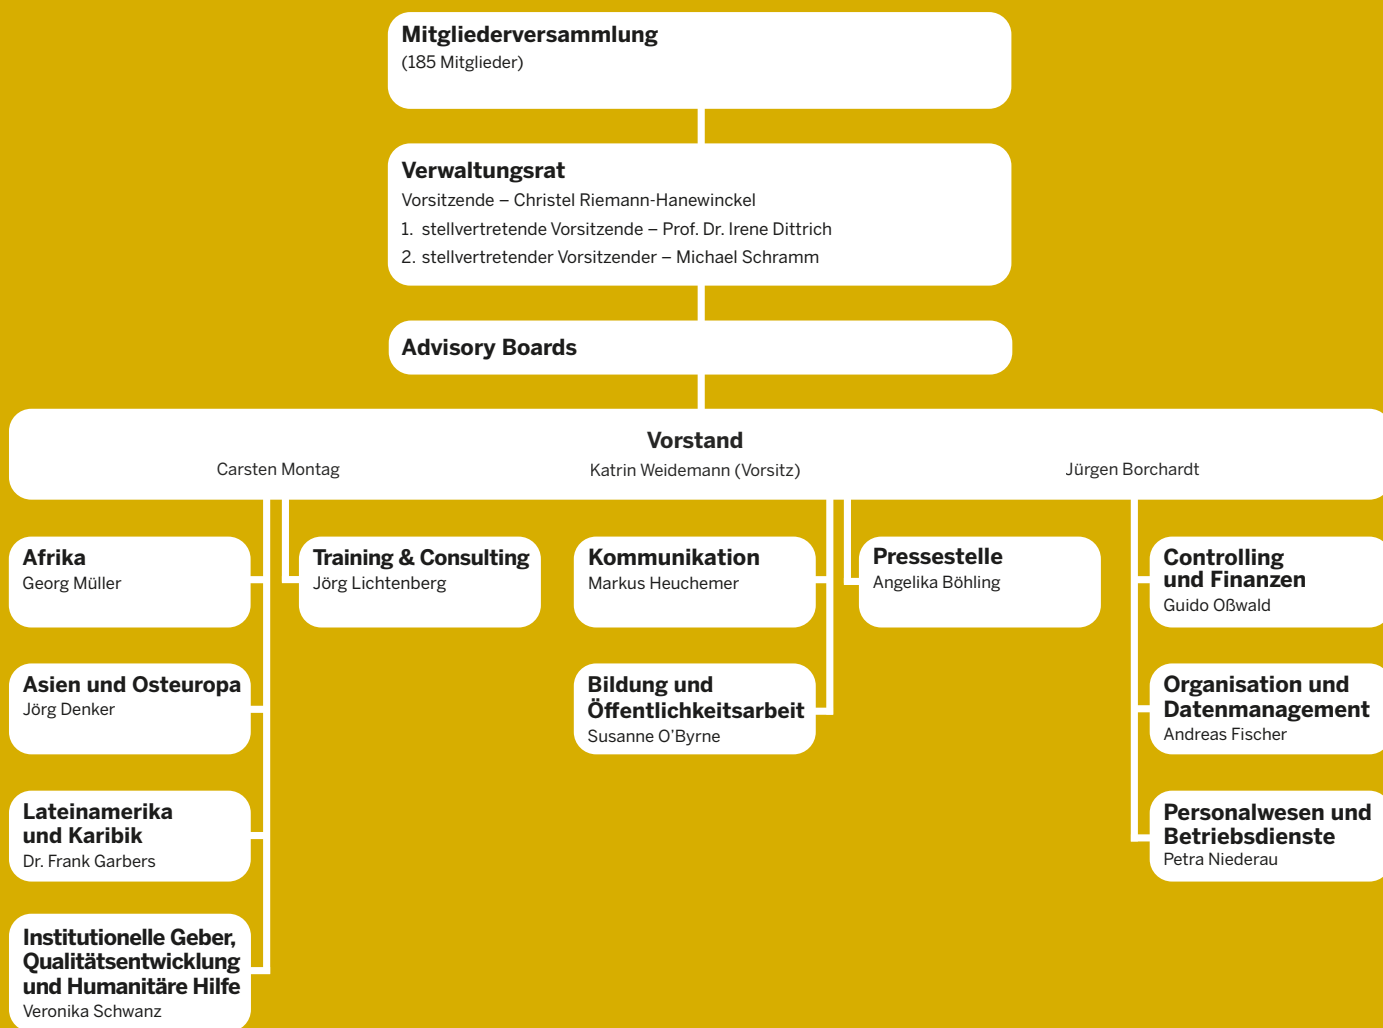 Mitgliederversammlung
(185 Mitglieder)
Verwaltungsrat
Vorsitzende – Christel Riemann-Hanewinckel
1. stellvertretende Vorsitzende – Prof. Dr. Irene Dittrich
2. stellvertretender Vorsitzender – Michael Schramm
Advisory Boards
Vorstand
Carsten Montag
Katrin Weidemann (Vorsitz)
Jürgen Borchardt
Afrika
Georg Müller
Training & Consulting
Jörg Lichtenberg
Kommunikation
Markus Heuchemer
Pressestelle
Angelika Böhling
Controlling
und Finanzen
Guido Oßwald
Asien und Osteuropa
Jörg Denker
Bildung und
Öffentlichkeitsarbeit
Susanne O’Byrne
Organisation und
Datenmanagement
Andreas Fischer
Lateinamerika
und Karibik
Dr. Frank Garbers
Personalwesen und
Betriebsdienste
Petra Niederau
Institutionelle Geber,
Qualitätsentwicklung
und Humanitäre Hilfe
Veronika Schwanz